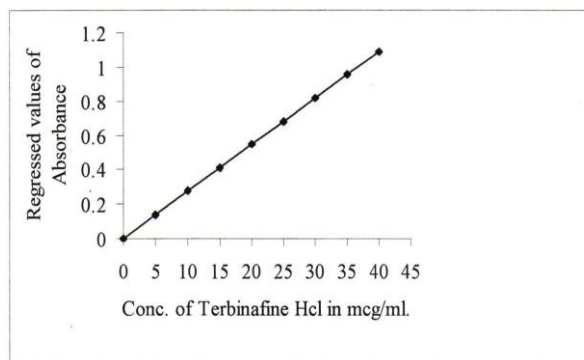 Regressed values of
Absorbance
1.2
1
0.8
0.6
0.4
0.2
0
0 5 10 15 20 25 30 35 40 45
Conc. of Terbinafine Hcl in mcg/ml.